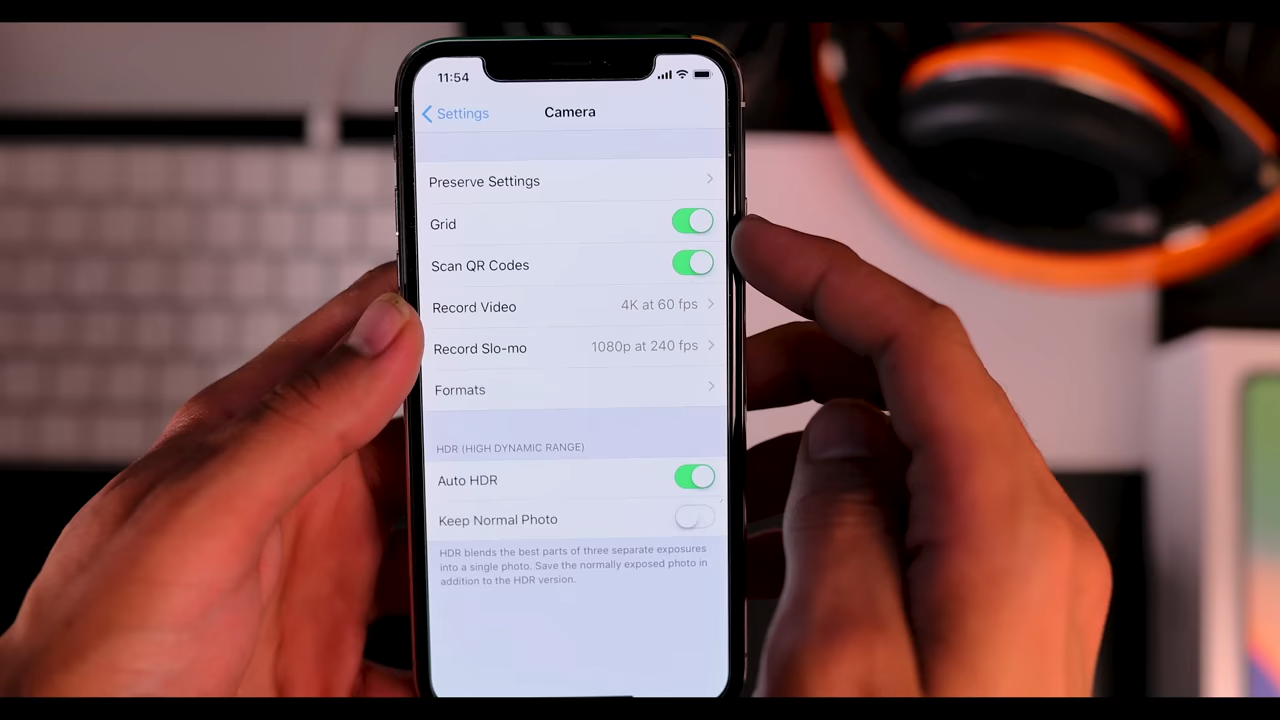 11:54
Settings
Camera
Preserve Settings
Grid
Scan QR Codes
Record Video 4K at 60 fps
Record Slo-mo 1080p at 240 fps
Formats
HDR (HIGH DYNAMIC RANGE)
Auto HDR
Keep Normal Photo
HDR blends the best parts of three separate exposures
into a single photo. Save the normally exposed photo in
addition to the HDR version.